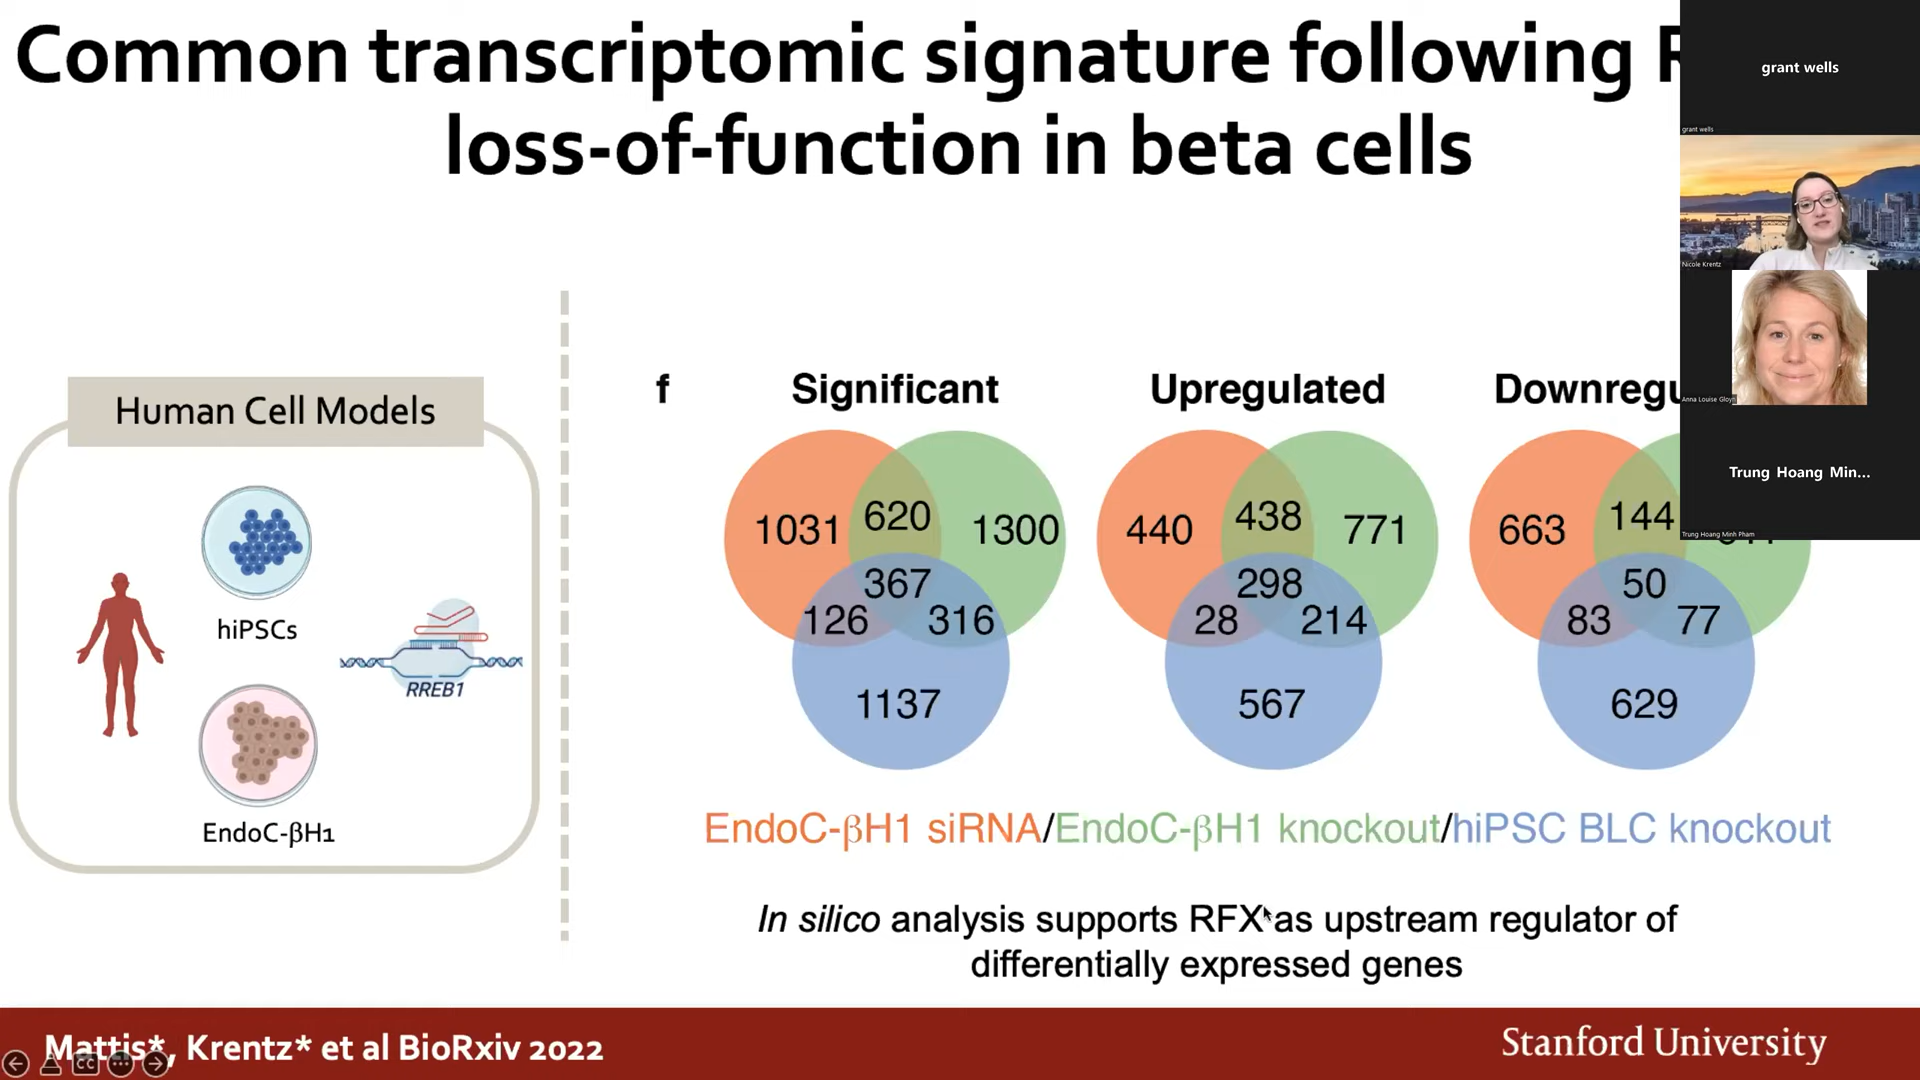 Common transcriptomic signature following
loss-of-function in beta cells
grant wells
grant wells
Nicole Krentz
Anna Louise Gloyn
Trung Hoang Min...
Trung Hoang Minh Pham
Human Cell Models
hiPSCs
RREB1
EndoC-βH1
f Significant Upregulated Downregu
1031 620 1300 440 438 771 663 144
367 298 50
126 316 28 214 83 77
1137 567 629
EndoC-βH1 siRNA/EndoC-βH1 knockout/hiPSC BLC knockout
In silico analysis supports RFX as upstream regulator of
differentially expressed genes
Mattis*, Krentz* et al BioRxiv 2022
CC
Stanford University